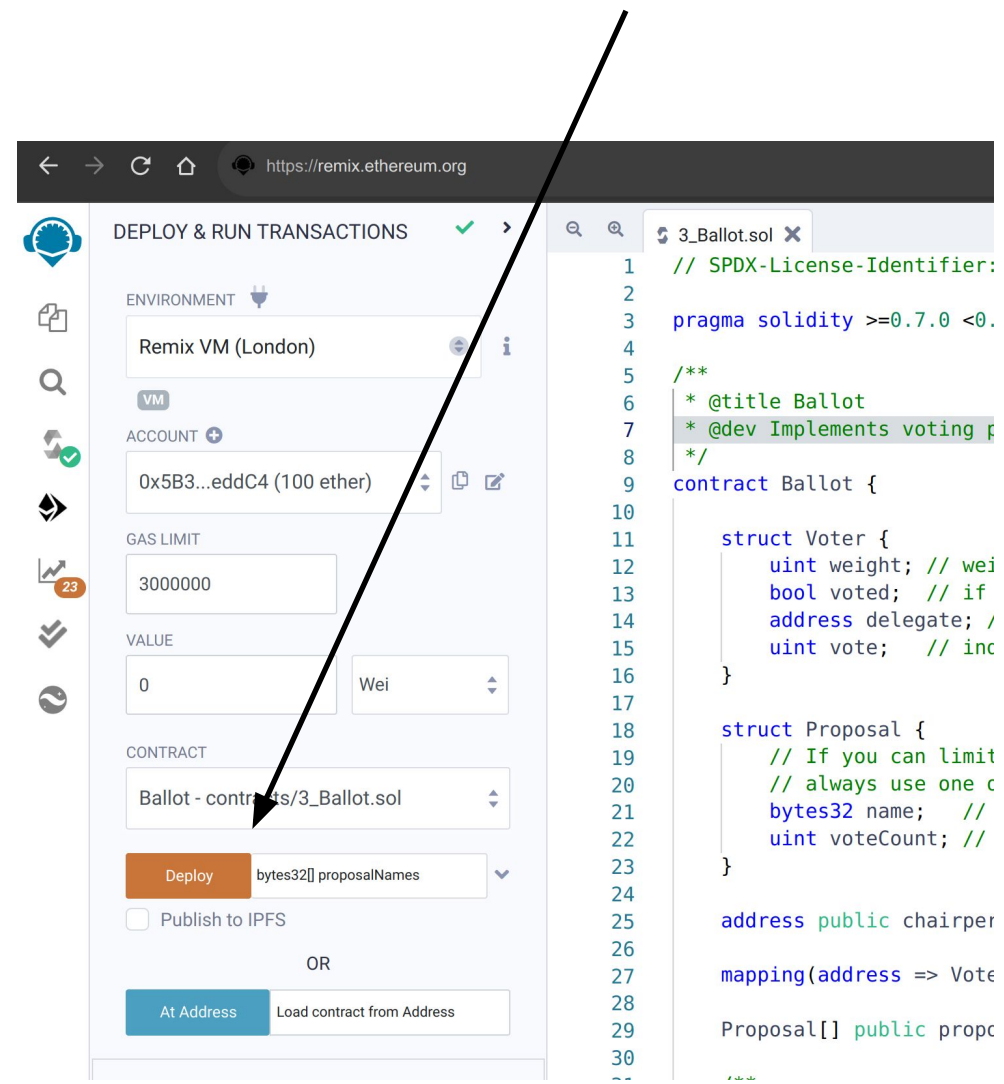 https://remix.ethereum.org
DEPLOY & RUN TRANSACTIONS
ENVIRONMENT
Remix VM (London)
i
VM
ACCOUNT
0x5B3...eddC4 (100 ether)
GAS LIMIT
3000000
23
VALUE
0 Wei
CONTRACT
Ballot - contracts/3_Ballot.sol
Deploy bytes32[] proposalNames
Publish to IPFS
OR
At Address Load contract from Address
3_Ballot.sol
1 // SPDX-License-Identifier:
2
3 pragma solidity >=0.7.0 <0.
4
5 /**
6 * @title Ballot
7 * @dev Implements voting p
8 */
9 contract Ballot {
10
11 struct Voter {
12 uint weight; // wei
13 bool voted; // if
14 address delegate; /
15 uint vote; // ind
16 }
17
18 struct Proposal {
19 // If you can limit
20 // always use one o
21 bytes32 name; //
22 uint voteCount; //
23 }
24
25 address public chairper
26
27 mapping(address => Vote
28
29 Proposal[] public propo
30
31 /**